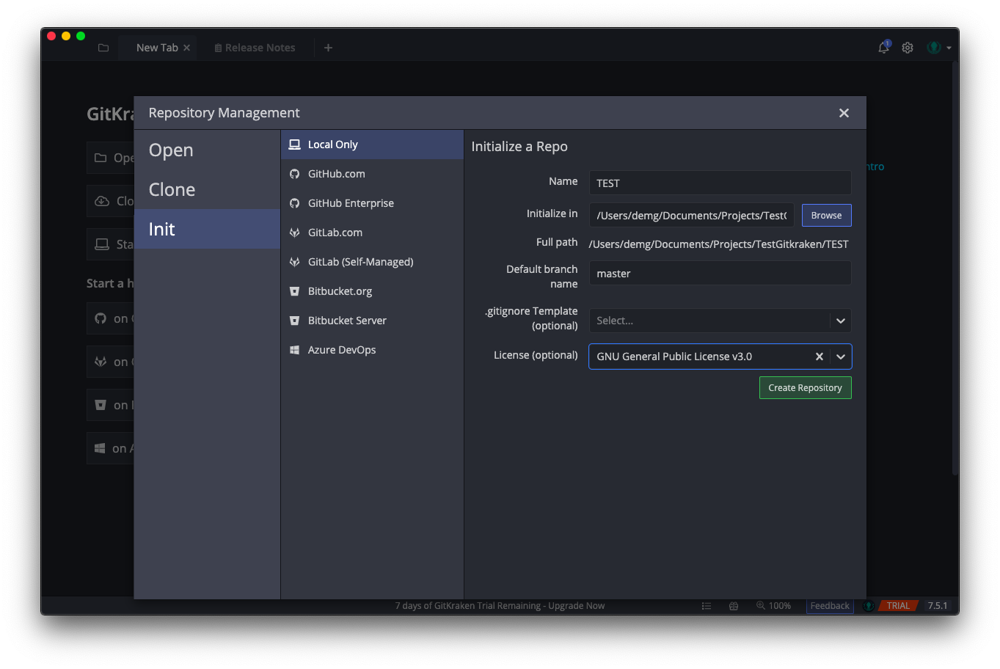 New Tab
Release Notes
1
GitKra
Repository Management
Ope
Clo
Sta
Start a h
on
on
on
on A
ntro
Open
Clone
Init
Local Only
GitHub.com
GitHub Enterprise
GitLab.com
GitLab (Self-Managed)
Bitbucket.org
Bitbucket Server
Azure DevOps
Initialize a Repo
Name
TEST
Initialize in
/Users/demg/Documents/Projects/Test
Browse
Full path
/Users/demg/Documents/Projects/TestGitkraken/TEST
Default branch
name
master
.gitignore Template
(optional)
Select...
License (optional)
GNU General Public License v3.0
Create Repository
7 days of GitKraken Trial Remaining - Upgrade Now
100%
Feedback
TRIAL
7.5.1